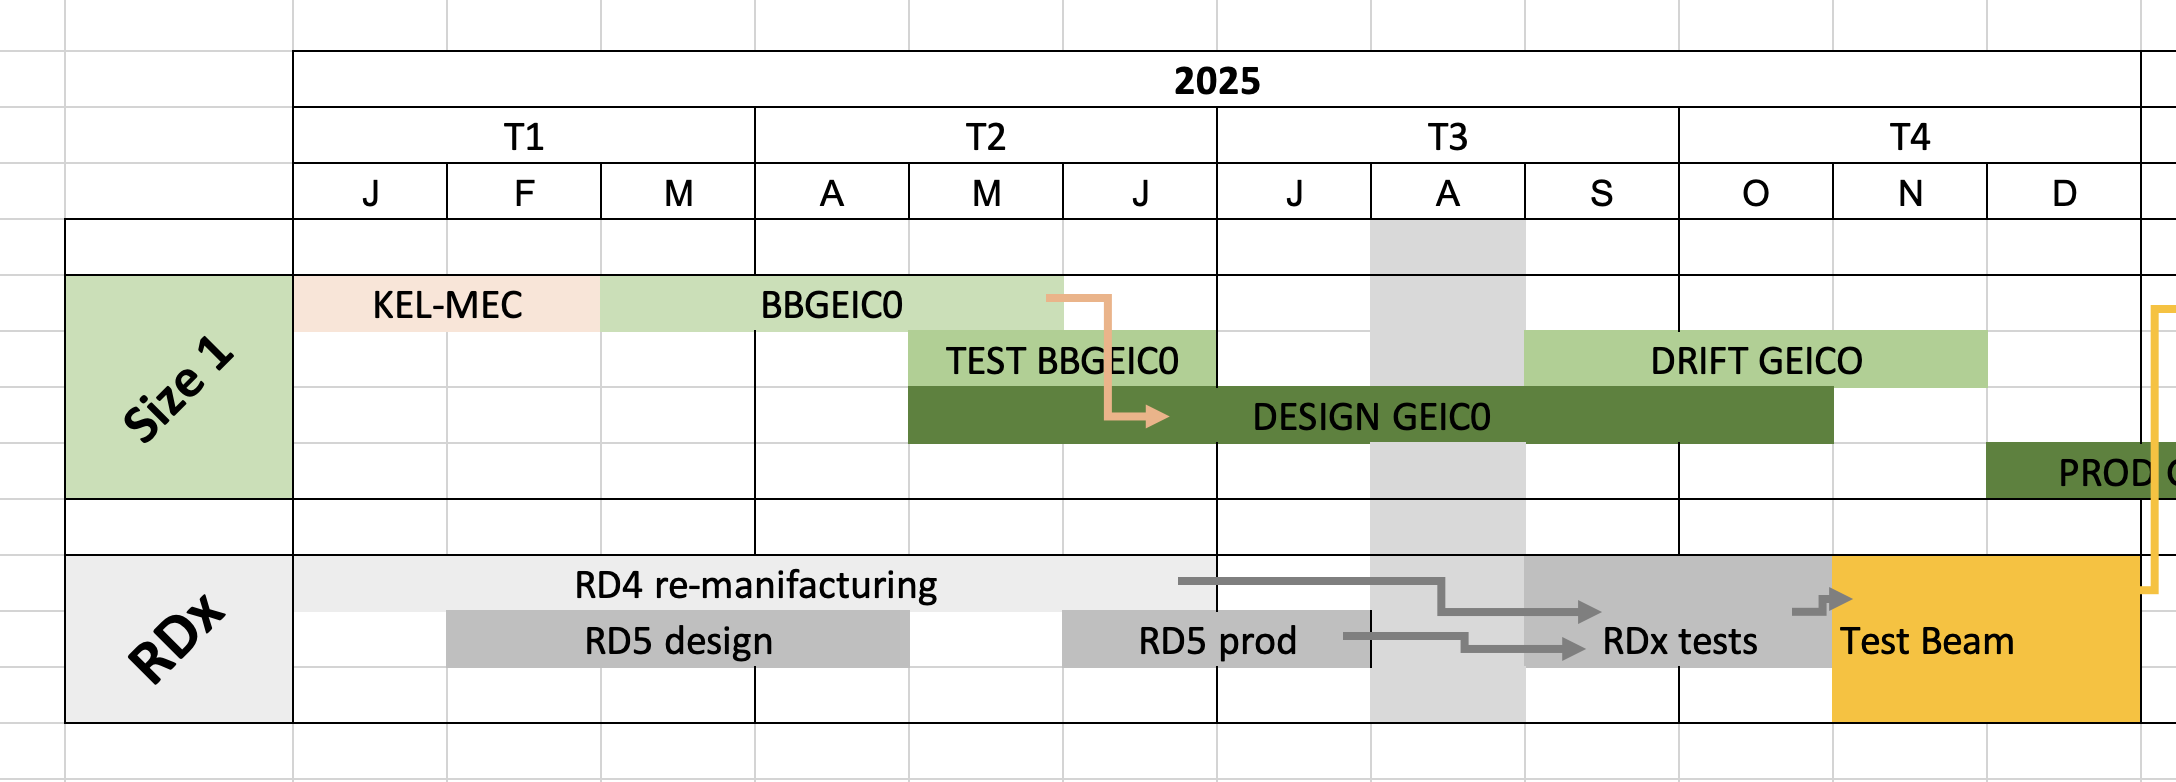 2025
T1 T2 T3 T4
J F M A M J J A S O N D
Size 1
KEL-MEC BBGEIC0
TEST BBGEIC0 DRIFT GEICO
DESIGN GEIC0
PROD
RDx
RD4 re-manifacturing
RD5 design RD5 prod RDx tests Test Beam